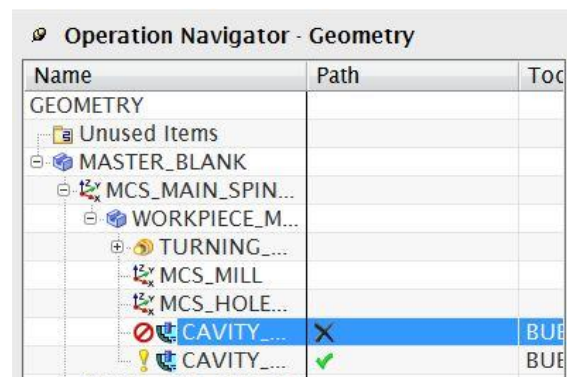 Operation Navigator - Geometry
Name Path Too
GEOMETRY
Unused Items
MASTER_BLANK
MCS_MAIN_SPIN...
WORKPIECE_M...
TURNING_...
MCS_MILL
MCS_HOLE...
CAVITY_... BUE
CAVITY_... BUE